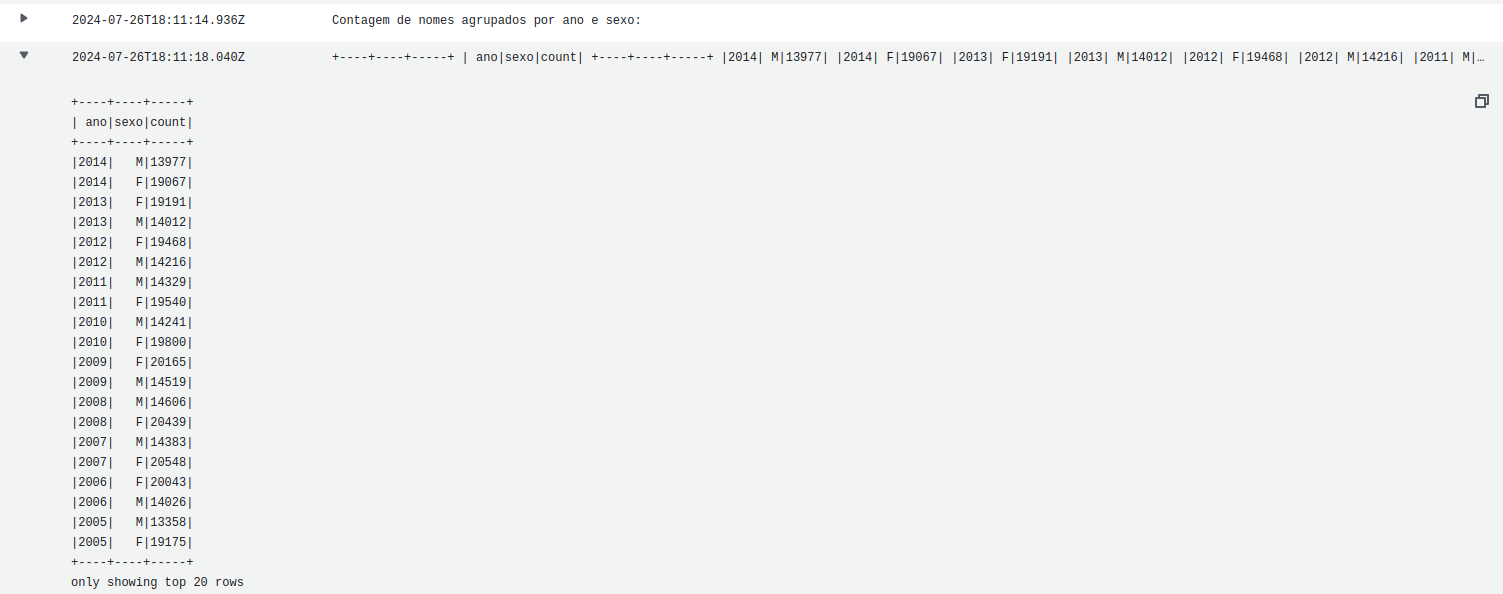 2024-07-26T18:11:14.936Z Contagem de nomes agrupados por ano e sexo:
2024-07-26T18:11:18.040Z +----+----+-----+ | ano|sexo|count| +----+----+-----+ |2014| M|13977| |2014| F|19067| |2013| F|19191| |2013| M|14012| |2012| F|19468| |2012| M|14216| |2011| M|…
+----+----+-----+
| ano|sexo|count|
+----+----+-----+
|2014|   M|13977|
|2014|   F|19067|
|2013|   F|19191|
|2013|   M|14012|
|2012|   F|19468|
|2012|   M|14216|
|2011|   M|14329|
|2011|   F|19540|
|2010|   M|14241|
|2010|   F|19800|
|2009|   F|20165|
|2009|   M|14519|
|2008|   M|14606|
|2008|   F|20439|
|2007|   M|14383|
|2007|   F|20548|
|2006|   F|20043|
|2006|   M|14026|
|2005|   M|13358|
|2005|   F|19175|
+----+----+-----+
only showing top 20 rows